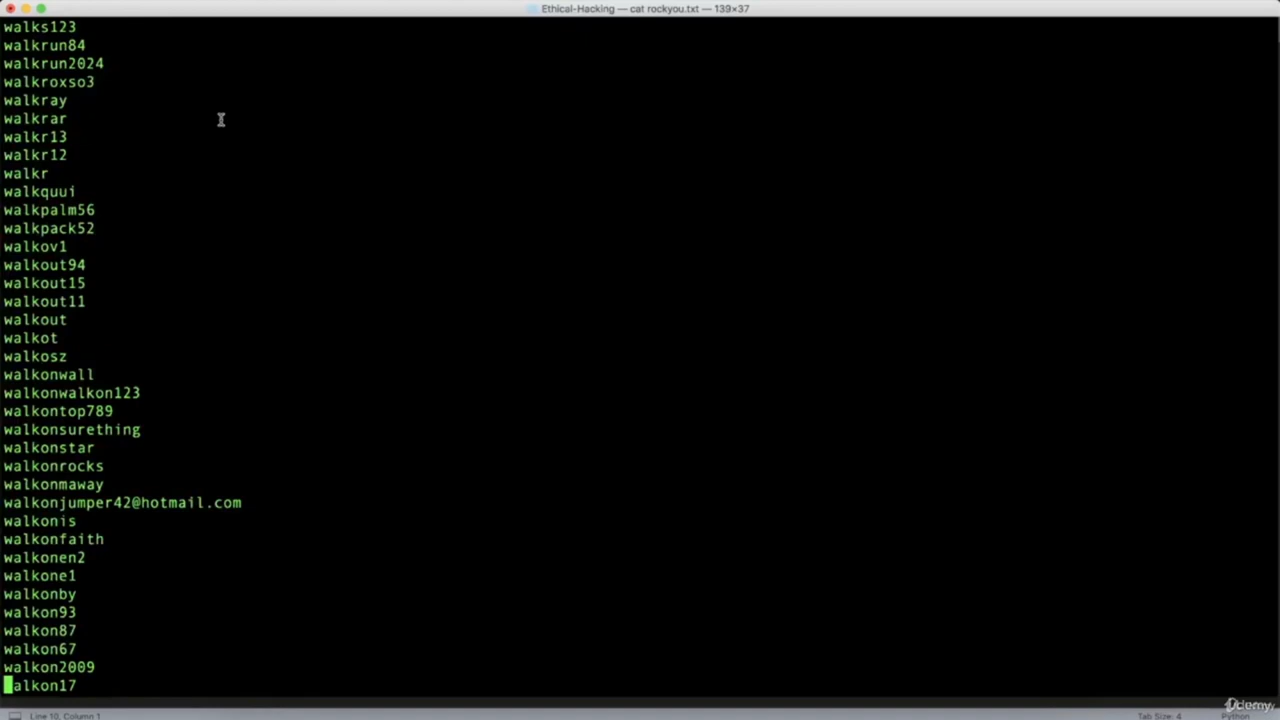 Ethical-Hacking — cat rockyou.txt — 139×37
walks123
walkrun84
walkrun2024
walkroxso3
walkray
walkrar
walkr13
walkr12
walkr
walkquui
walkpalm56
walkpack52
walkov1
walkout94
walkout15
walkout11
walkout
walkot
walkosz
walkonwall
walkonwalkon123
walkontop789
walkonsurething
walkonstar
walkonrocks
walkonmaway
walkonjumper42@hotmail.com
walkonis
walkonfaith
walkonen2
walkone1
walkonby
walkon93
walkon87
walkon67
walkon2009
alkon17
Udemy
Line 10, Column 1
Tab Size: 4
Python